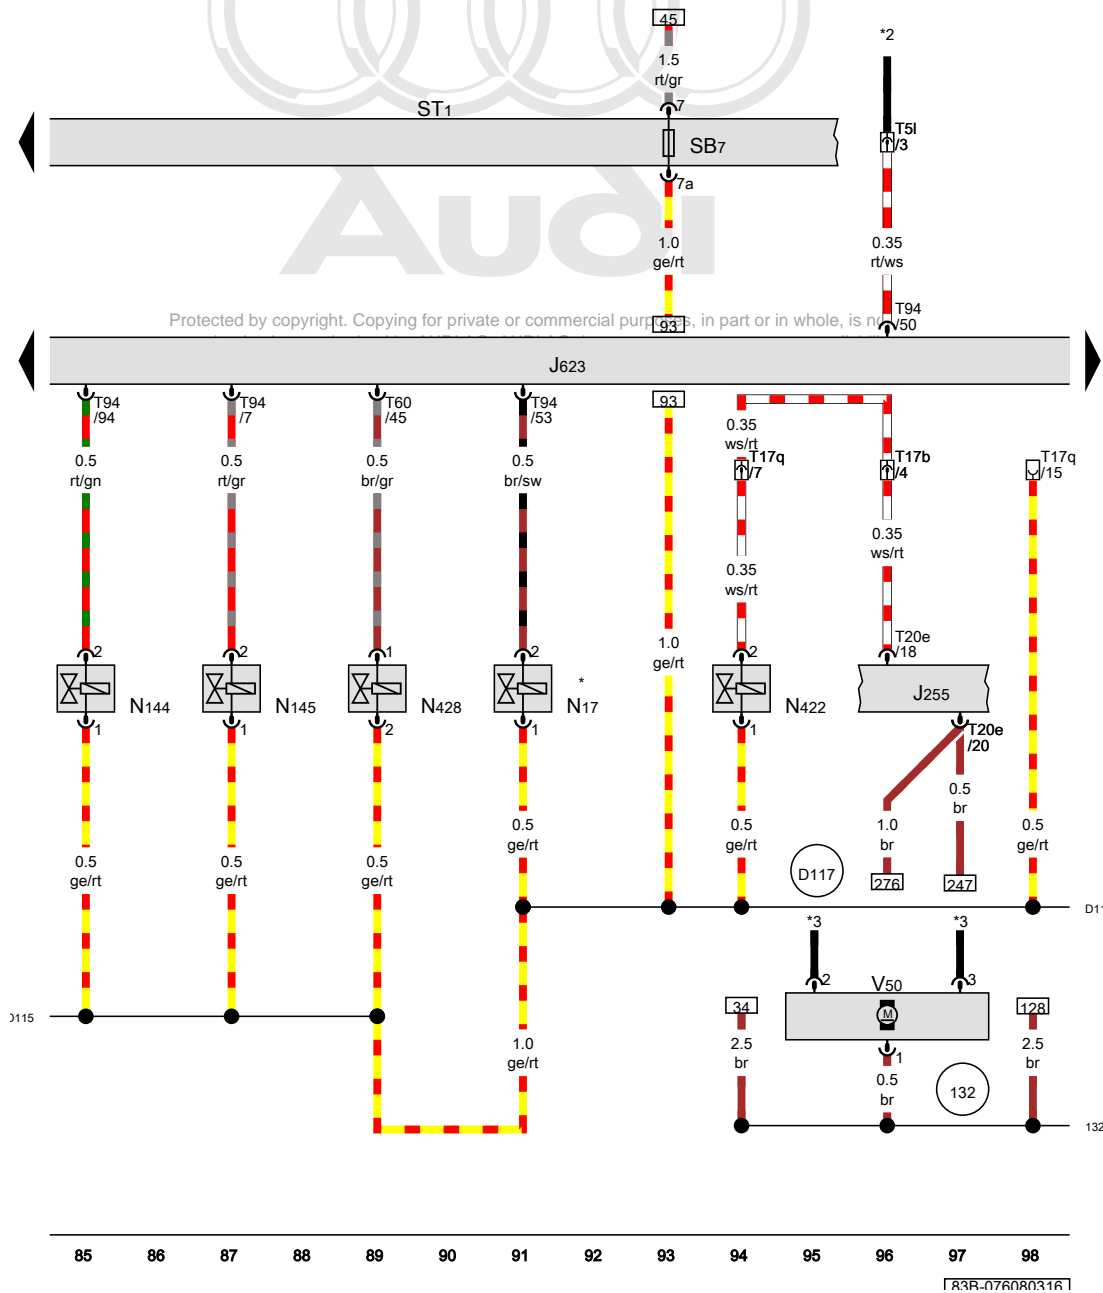 45
*2
1.5
rt/gr
ST1
7
T5l
/3
SB7
7a
Audi
1.0
ge/rt
0.35
rt/ws
T94
/50
Protected by copyright. Copying for private or commercial purposes, in part or in whole, is
93
J623
T94
/94
T94
/7
T60
/45
T94
/53
93
0.35
ws/rt
T17q
/7
T17b
/4
T17q
/15
0.5
rt/gn
0.5
rt/gr
0.5
br/gr
0.5
br/sw
0.35
ws/rt
0.35
ws/rt
1.0
ge/rt
2
2
1
2
2
T20e
/18
*
N144
N145
N428
N17
N422
J255
1
1
2
1
1
T20e
/20
0.5
br
0.5
ge/rt
0.5
ge/rt
1.0
br
0.5
ge/rt
0.5
ge/rt
0.5
ge/rt
0.5
ge/rt
D117
276
247
D11
*3
*3
2
V50
3
34
M
128
D115
1.0
ge/rt
2.5
br
1
0.5
br
2.5
br
132
132
85 86 87 88 89 90 91 92 93 94 95 96 97 98
83B-076080316